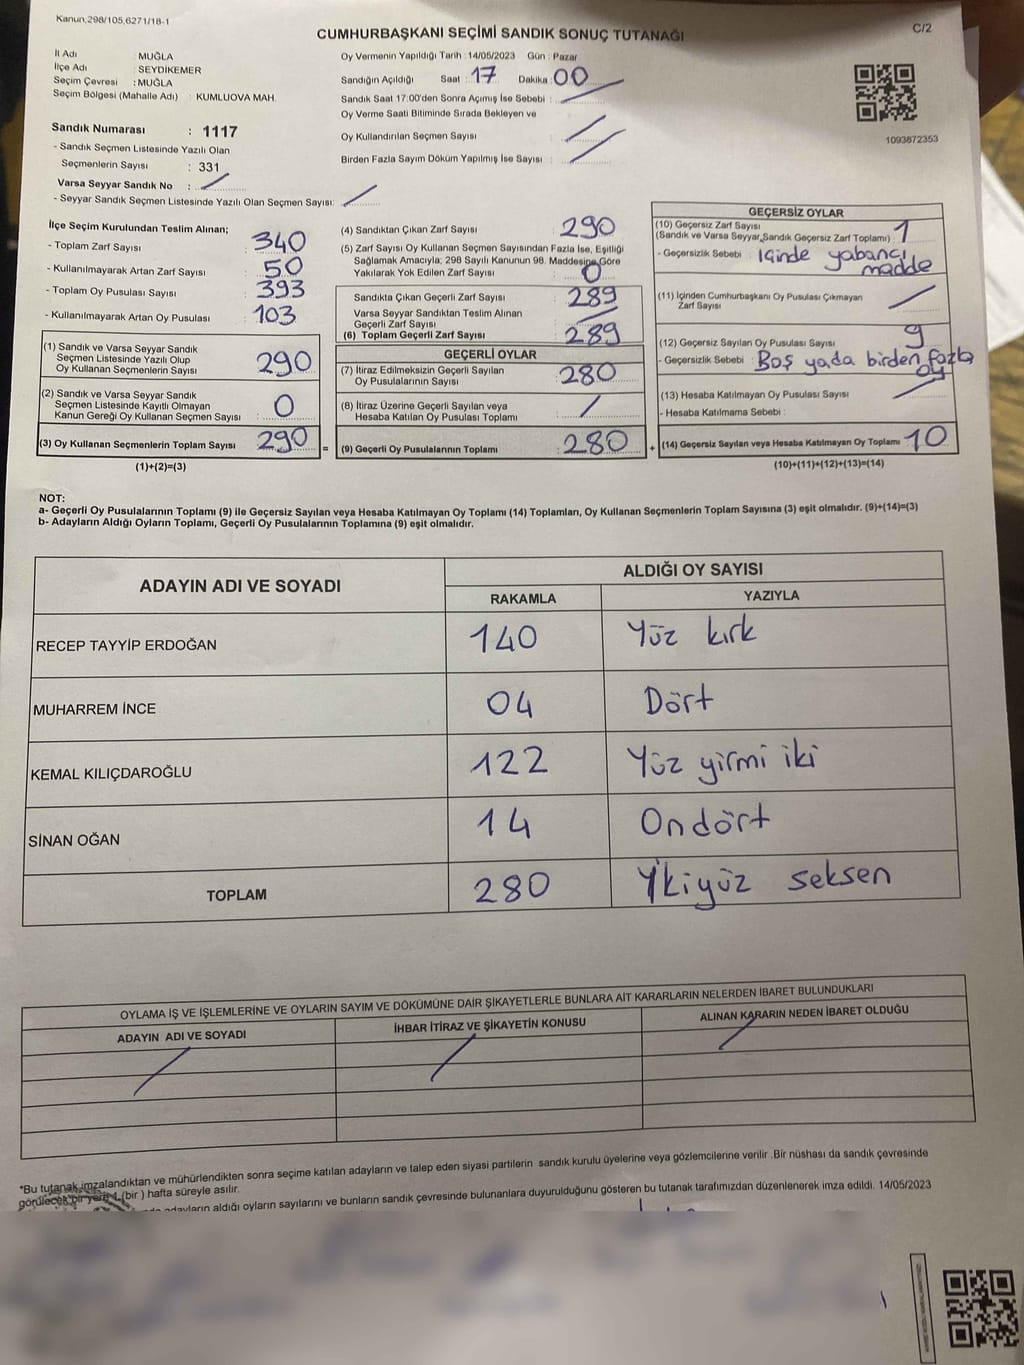 Kanun,298/105,6271/18-1
CUMHURBAŞKANI SEÇİMİ SANDIK SONUÇ TUTANAĞI
C/2
İl Adı : MUĞLA
İlçe Adı : SEYDİKEMER
Seçim Çevresi : MUĞLA
Seçim Bölgesi (Mahalle Adı) : KUMLUOVA MAH.
Oy Vermenin Yapıldığı Tarih : 14/05/2023 Gün : Pazar
Sandığın Açıldığı Saat : 17 Dakika : 00
Sandık Saat 17:00'den Sonra Açımış İse Sebebi :
Oy Verme Saati Bitiminde Sırada Bekleyen ve
Oy Kullandırılan Seçmen Sayısı :
Birden Fazla Sayım Döküm Yapılmış İse Sayısı :
1093872353
Sandık Numarası : 1117
- Sandık Seçmen Listesinde Yazılı Olan
Seçmenlerin Sayısı : 331
Varsa Seyyar Sandık No :
- Seyyar Sandık Seçmen Listesinde Yazılı Olan Seçmen Sayısı:
İlçe Seçim Kurulundan Teslim Alınan;
- Toplam Zarf Sayısı : 340
- Kullanılmayarak Artan Zarf Sayısı : 50
- Toplam Oy Pusulası Sayısı : 393
- Kullanılmayarak Artan Oy Pusulası : 103
(1) Sandık ve Varsa Seyyar Sandık
Seçmen Listesinde Yazılı Olup
Oy Kullanan Seçmenlerin Sayısı : 290
(2) Sandık ve Varsa Seyyar Sandık
Seçmen Listesinde Kayıtlı Olmayan
Kanun Gereği Oy Kullanan Seçmen Sayısı : 0
(3) Oy Kullanan Seçmenlerin Toplam Sayısı : 290
(1)+(2)=(3)
(4) Sandıktan Çıkan Zarf Sayısı : 290
(5) Zarf Sayısı Oy Kullanan Seçmen Sayısından Fazla İse, Eşitliği
Sağlamak Amacıyla; 298 Sayılı Kanunun 98. Maddesine Göre
Yakılarak Yok Edilen Zarf Sayısı : 0
Sandıkta Çıkan Geçerli Zarf Sayısı : 289
Varsa Seyyar Sandıktan Teslim Alınan
Geçerli Zarf Sayısı :
(6) Toplam Geçerli Zarf Sayısı : 289
GEÇERLİ OYLAR
(7) İtiraz Edilmeksizin Geçerli Sayılan
Oy Pusulalarının Sayısı : 280
(8) İtiraz Üzerine Geçerli Sayılan veya
Hesaba Katılan Oy Pusulası Toplamı :
= (9) Geçerli Oy Pusulalarının Toplamı : 280 +
GEÇERSİZ OYLAR
(10) Geçersiz Zarf Sayısı
(Sandık ve Varsa Seyyar Sandık Geçersiz Zarf Toplamı) : 1
- Geçersizlik Sebebi : İçinde yabancı
madde
(11) İçinden Cumhurbaşkanı Oy Pusulası Çıkmayan
Zarf Sayısı
(12) Geçersiz Sayılan Oy Pusulası Sayısı : 9
- Geçersizlik Sebebi : Boş yada birden fazla
oy
(13) Hesaba Katılmayan Oy Pusulası Sayısı :
- Hesaba Katılmama Sebebi :
(14) Geçersiz Sayılan veya Hesaba Katılmayan Oy Toplamı : 10
(10)+(11)+(12)+(13)=(14)
NOT:
a- Geçerli Oy Pusulalarının Toplamı (9) ile Geçersiz Sayılan veya Hesaba Katılmayan Oy Toplamı (14) Toplamları, Oy Kullanan Seçmenlerin Toplam Sayısına (3) eşit olmalıdır. (9)+(14)=(3)
b- Adayların Aldığı Oyların Toplamı, Geçerli Oy Pusulalarının Toplamına (9) eşit olmalıdır.
ADAYIN ADI VE SOYADI
ALDIĞI OY SAYISI
RAKAMLA YAZIYLA
RECEP TAYYİP ERDOĞAN 140 Yüz kırk
MUHARREM İNCE 04 Dört
KEMAL KILIÇDAROĞLU 122 Yüz yirmi iki
SİNAN OĞAN 14 Ondört
TOPLAM 280 Ykiyüz seksen
OYLAMA İŞ VE İŞLEMLERİNE VE OYLARIN SAYIM VE DÖKÜMÜNE DAİR ŞİKAYETLERLE BUNLARA AİT KARARLARIN NELERDEN İBARET BULUNDUKLARI
ADAYIN ADI VE SOYADI İHBAR İTİRAZ VE ŞİKAYETİN KONUSU ALINAN KARARIN NEDEN İBARET OLDUĞU
*Bu tutanak imzalandıktan ve mühürlendikten sonra seçime katılan adayların ve talep eden siyasi partilerin sandık kurulu üyelerine veya gözlemcilerine verilir .Bir nüshası da sandık çevresinde
görülecek bir yere 1 (bir ) hafta süreyle asılır.
adayların aldığı oyların sayılarını ve bunların sandık çevresinde bulunanlara duyurulduğunu gösteren bu tutanak tarafımızdan düzenlenerek imza edildi. 14/05/2023